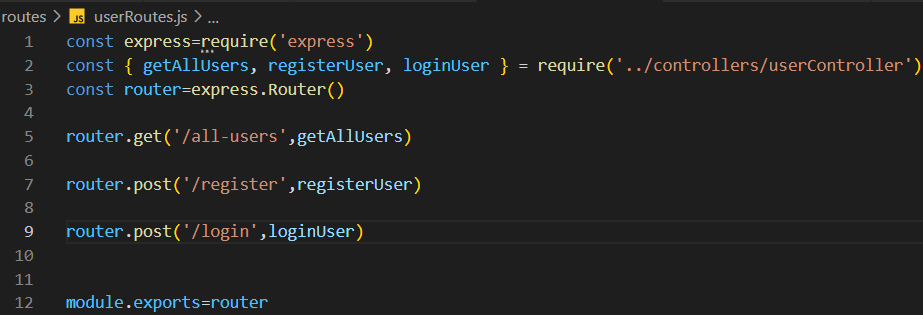 routes > JS userRoutes.js > ...
1 const express=require('express')
2 const { getAllUsers, registerUser, loginUser } = require('../controllers/userController')
3 const router=express.Router()
4
5 router.get('/all-users',getAllUsers)
6
7 router.post('/register',registerUser)
8
9 router.post('/login',loginUser)
10
11
12 module.exports=router